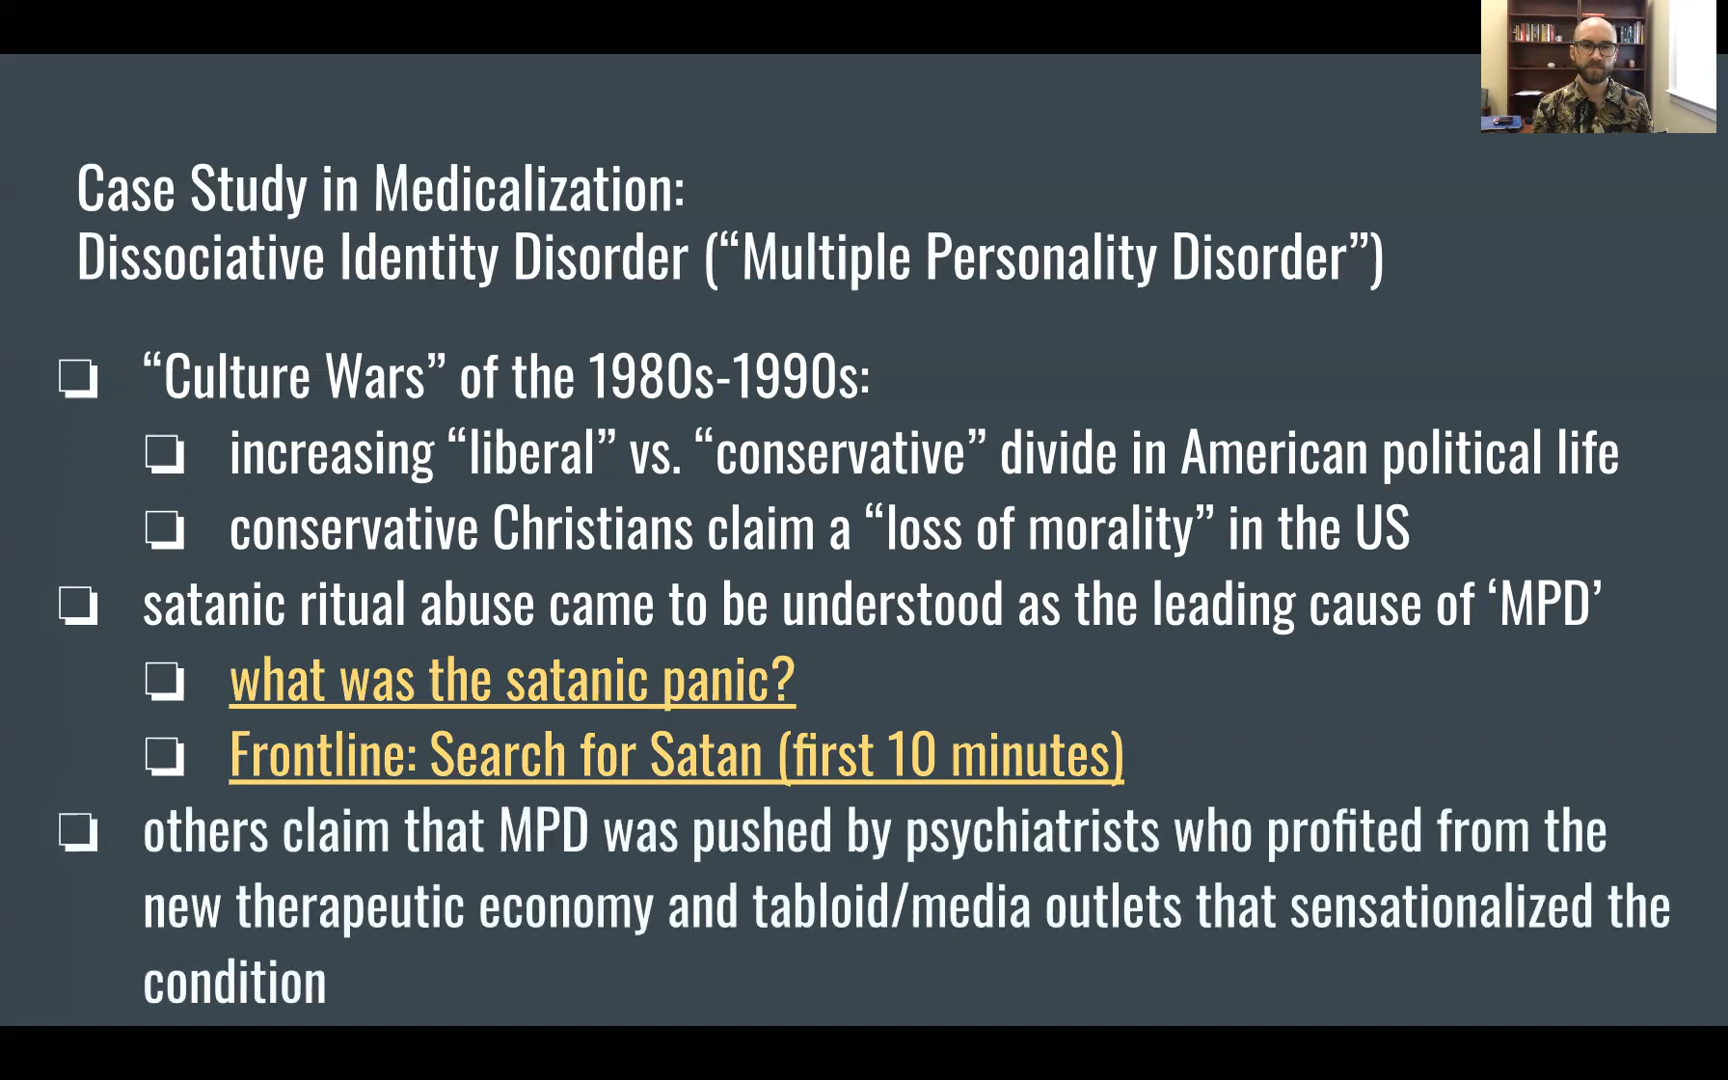 Case Study in Medicalization:
Dissociative Identity Disorder (“Multiple Personality Disorder”)
“Culture Wars” of the 1980s-1990s:
increasing “liberal” vs. “conservative” divide in American political life
conservative Christians claim a “loss of morality” in the US
satanic ritual abuse came to be understood as the leading cause of ‘MPD’
what was the satanic panic?
Frontline: Search for Satan (first 10 minutes)
others claim that MPD was pushed by psychiatrists who profited from the
new therapeutic economy and tabloid/media outlets that sensationalized the
condition